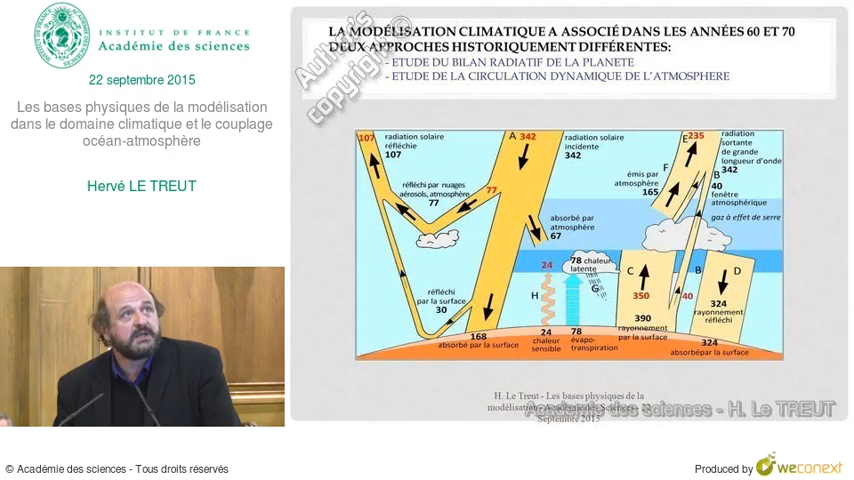 INSTITUT DE FRANCE
Académie des sciences
22 septembre 2015
Les bases physiques de la modélisation
dans le domaine climatique et le couplage
océan-atmosphère
Hervé LE TREUT
LA MODÉLISATION CLIMATIQUE A ASSOCIÉ DANS LES ANNÉES 60 ET 70
DEUX APPROCHES HISTORIQUEMENT DIFFÉRENTES:
- ETUDE DU BILAN RADIATIF DE LA PLANETE
- ETUDE DE LA CIRCULATION DYNAMIQUE DE L'ATMOSPHERE
Author's
copyright ©
107
radiation solaire
réfléchie
107
A 342
radiation solaire
incidente
342
E 235
radiation
sortante
de grande
longueur d'onde
342
F
émis par
atmosphère
165
B
40
fenêtre
atmosphérique
gaz à effet de serre
réfléchi par nuages
aérosols, atmosphère
77
77
absorbé par
atmosphère
67
réfléchi
par la surface
30
24
78 chaleur
latente
G
H
C
350
B
40
D
390
rayonnement
par la surface
324
rayonnement
réfléchi
168
absorbé par la surface
24
chaleur
sensible
78
évapo-
transpiration
324
absorbépar la surface
H. Le Treut - Les bases physiques de la
modélisation - Académie des Sciences - 22
Septembre 2015
Académie des sciences - H. Le TREUT
© Académie des sciences - Tous droits réservés
Produced by weconext